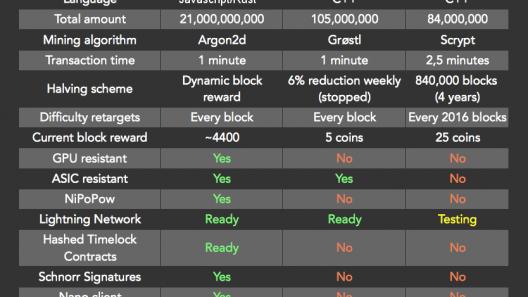 Language Javascript/Rust C++ C++
Total amount 21,000,000,000 105,000,000 84,000,000
Mining algorithm Argon2d Grøstl Scrypt
Transaction time 1 minute 1 minute 2,5 minutes
Halving scheme Dynamic block reward 6% reduction weekly (stopped) 840,000 blocks (4 years)
Difficulty retargets Every block Every block Every 2016 blocks
Current block reward ~4400 5 coins 25 coins
GPU resistant Yes No No
ASIC resistant Yes Yes No
NiPoPow Yes No No
Lightning Network Ready Ready Testing
Hashed Timelock Contracts Ready No No
Schnorr Signatures Yes No No
Nano client Yes No No